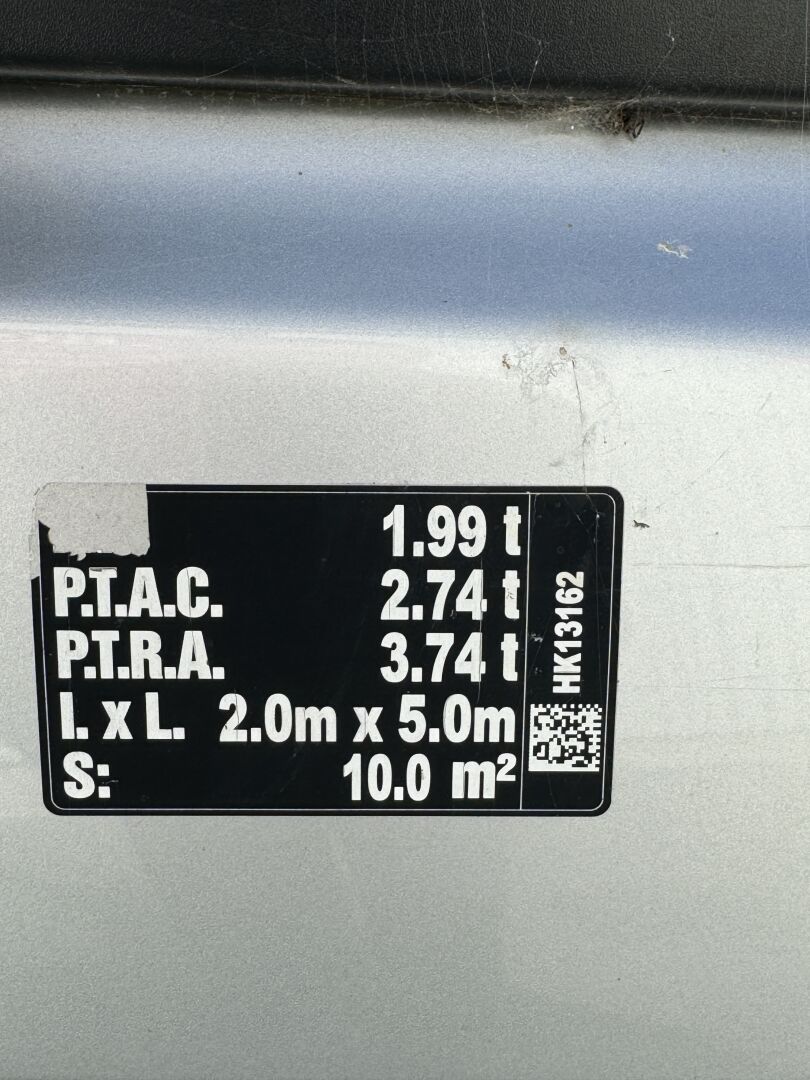 1.99 t
P.T.A.C. 2.74 t
P.T.R.A. 3.74 t
l. x L. 2.0m x 5.0m
S: 10.0 m²
HK13162